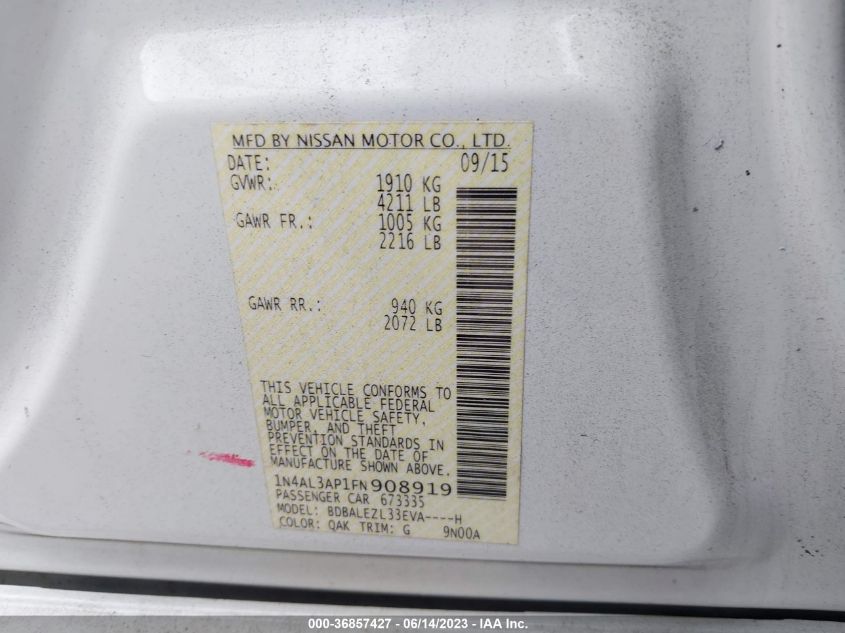 MFD BY NISSAN MOTOR CO., LTD.
DATE: 09/15
GVWR: 1910 KG
4211 LB
GAWR FR.: 1005 KG
2216 LB
GAWR RR.: 940 KG
2072 LB
THIS VEHICLE CONFORMS TO
ALL APPLICABLE FEDERAL
MOTOR VEHICLE SAFETY,
BUMPER, AND THEFT
PREVENTION STANDARDS IN
EFFECT ON THE DATE OF
MANUFACTURE SHOWN ABOVE.
1N4AL3AP1FN908919
PASSENGER CAR 673335
MODEL: BDBALEZL33EVA----H
COLOR: QAK TRIM: G 9N00A
000-36857427 - 06/14/2023 - IAA Inc.